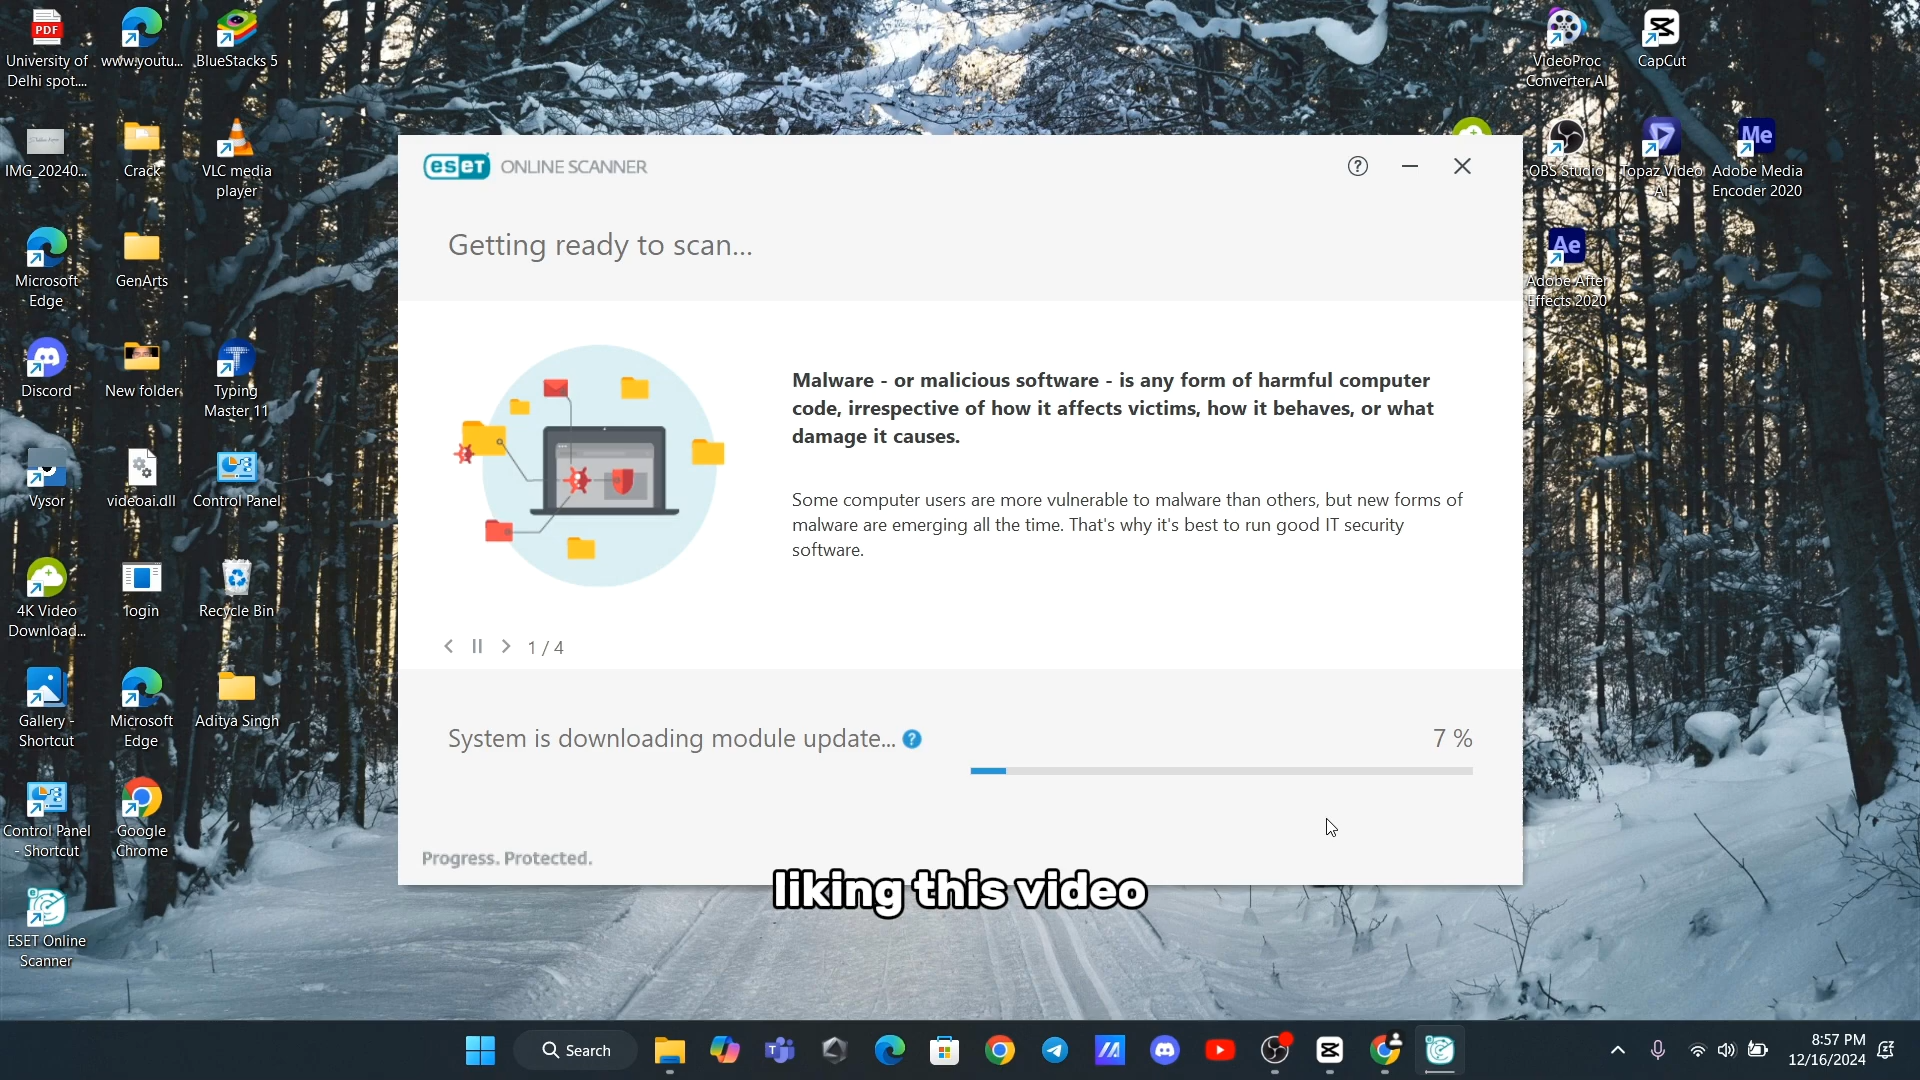 University of
Delhi spot....
www.youtu...
BlueStacks 5
IMG_20240...
Crack
VLC media
player
Microsoft
Edge
GenArts
Discord
New folder
Typing
Master 11
Vysor
videoai.dll
Control Panel
4K Video
Download...
login
Recycle Bin
Gallery -
Shortcut
Microsoft
Edge
Aditya Singh
Control Panel
- Shortcut
Google
Chrome
ESET Online
Scanner
PDF
VideoProc
Converter AI
CapCut
OBS Studio
Topaz Video
AI
Me
Adobe Media
Encoder 2020
Ae
Adobe After
Effects 2020
eset ONLINE SCANNER
Getting ready to scan...
Malware - or malicious software - is any form of harmful computer
code, irrespective of how it affects victims, how it behaves, or what
damage it causes.
Some computer users are more vulnerable to malware than others, but new forms of
malware are emerging all the time. That's why it's best to run good IT security
software.
1 / 4
System is downloading module update...
7 %
Progress. Protected.
liking this video
Search
8:57 PM
12/16/2024